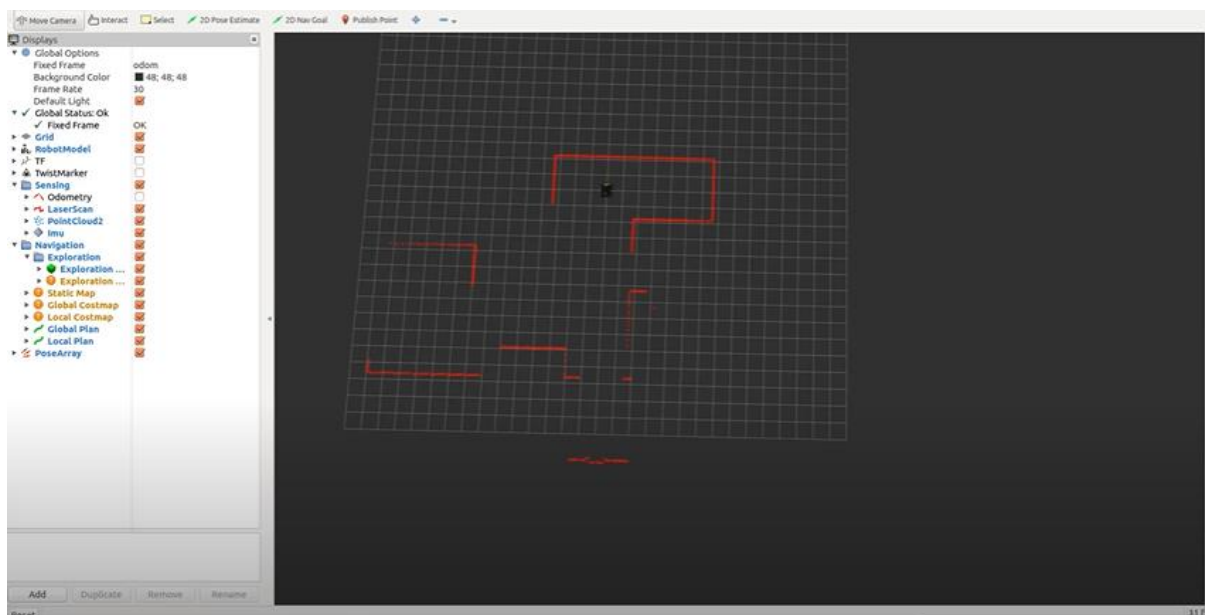 Move Camera Interact Select 2D Pose Estimate 2D Nav Goal Publish Point
Displays
Global Options
Fixed Frame odom
Background Color 48; 48; 48
Frame Rate 30
Default Light
Global Status: Ok
Fixed Frame OK
Grid
RobotModel
TF
TwistMarker
Sensing
Odometry
LaserScan
PointCloud2
Imu
Navigation
Exploration
Exploration ...
Exploration ...
Static Map
Global Costmap
Local Costmap
Global Plan
Local Plan
PoseArray
Add Duplicate Remove Rename
Reset